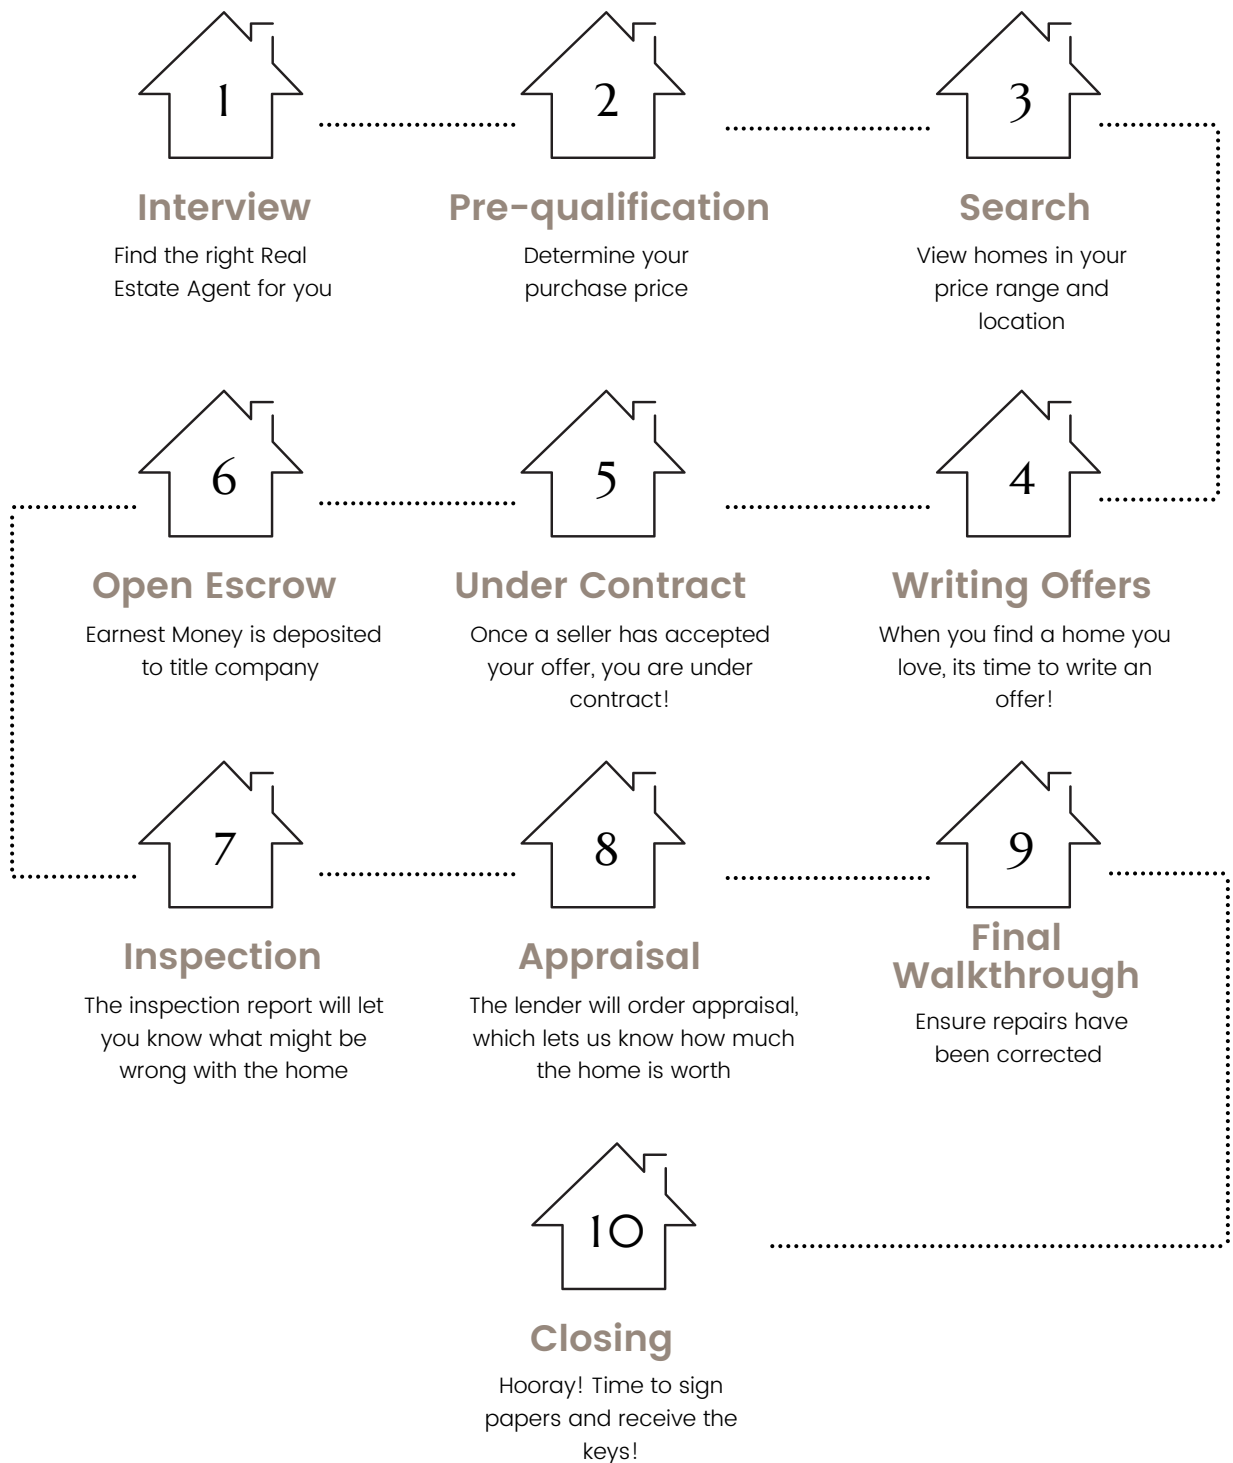 1
Interview
Find the right Real
Estate Agent for you
2
Pre-qualification
Determine your
purchase price
3
Search
View homes in your
price range and
location
4
Writing Offers
When you find a home you
love, its time to write an
offer!
5
Under Contract
Once a seller has accepted
your offer, you are under
contract!
6
Open Escrow
Earnest Money is deposited
to title company
7
Inspection
The inspection report will let
you know what might be
wrong with the home
8
Appraisal
The lender will order appraisal,
which lets us know how much
the home is worth
9
Final
Walkthrough
Ensure repairs have
been corrected
10
Closing
Hooray! Time to sign
papers and receive the
keys!